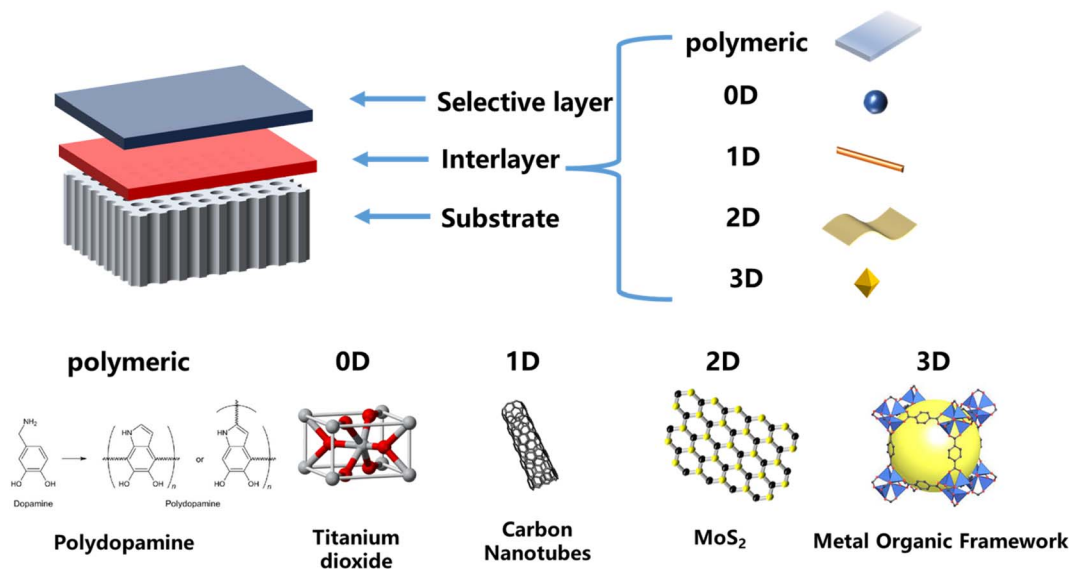 polymeric
Selective layer
0D
Interlayer
1D
Substrate
2D
3D
polymeric
0D
1D
2D
3D
NH₂
HO
OH
Dopamine
HN
HO
OH
n
or
HN
HO
OH
n
Polydopamine
Polydopamine
Titanium
dioxide
Carbon
Nanotubes
MoS₂
Metal Organic Framework